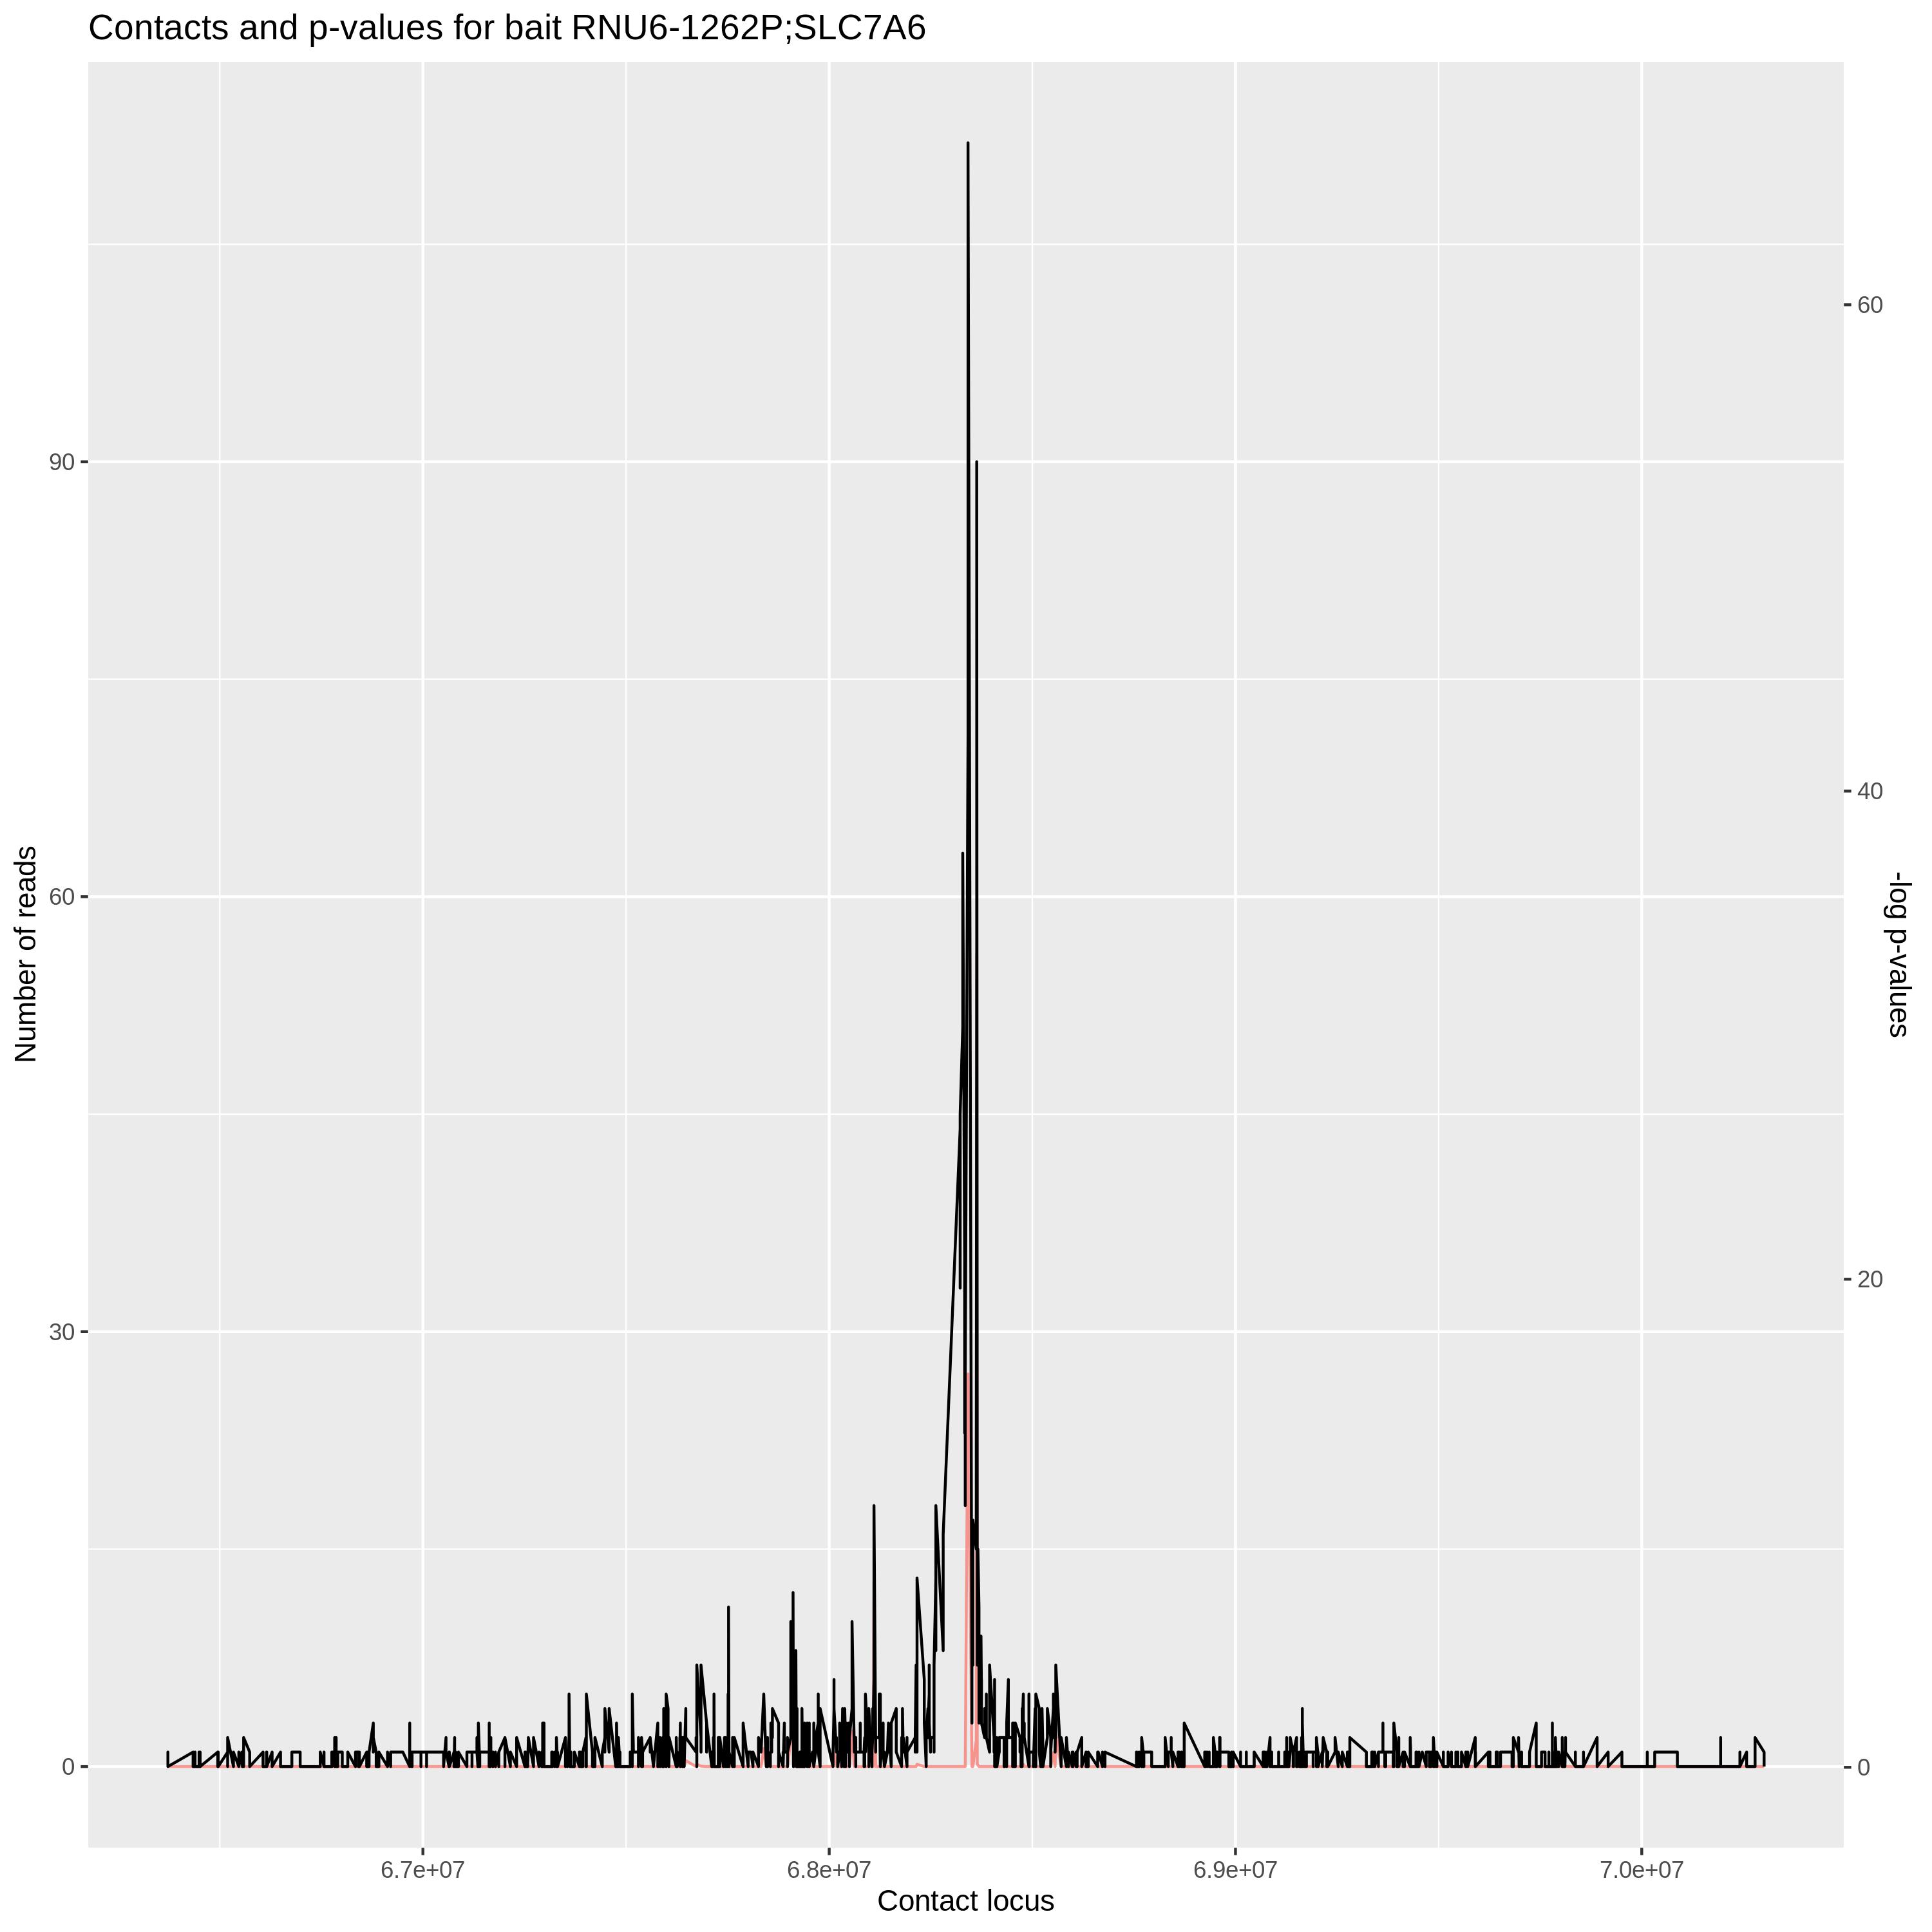 Contacts and p-values for bait RNU6-1262P;SLC7A6
90
60
30
0
Number of reads
60
40
20
0
-log p-values
6.7e+07
6.8e+07
6.9e+07
7.0e+07
Contact locus